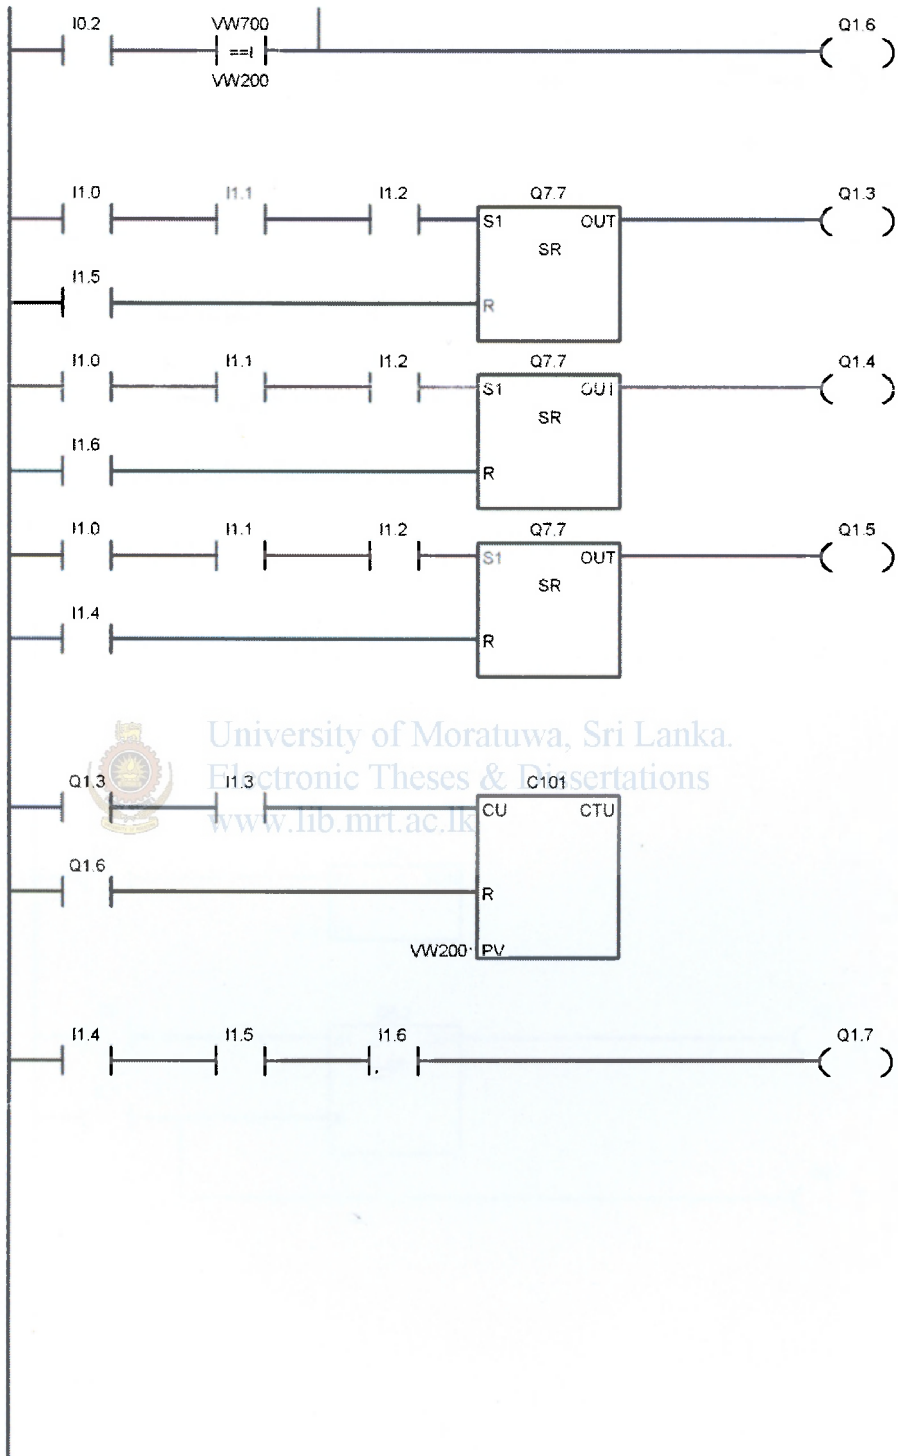 I0.2 VW700 Q1.6
==I
VW200
I1.0 I1.1 I1.2 Q7.7 Q1.3
S1 OUT
SR
I1.5
R
I1.0 I1.1 I1.2 Q7.7 Q1.4
S1 OUT
SR
I1.6
R
I1.0 I1.1 I1.2 Q7.7 Q1.5
S1 OUT
SR
I1.4
R
University of Moratuwa, Sri Lanka.
Electronic Theses & Dissertations
www.lib.mrt.ac.lk
Q1.3 I1.3 C101
CU CTU
Q1.6
R
VW200 PV
I1.4 I1.5 I1.6 Q1.7